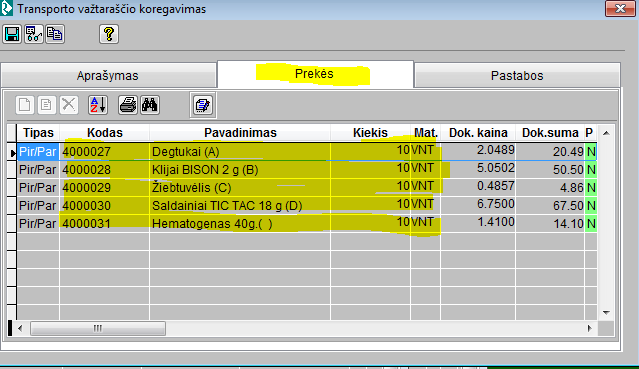 Transporto važtaraščio koregavimas
Aprašymas Prekės Pastabos
Tipas Kodas Pavadinimas Kiekis Mat. Dok. kaina Dok.suma P
Pir/Par 4000027 Degtukai (A) 10 VNT 2.0489 20.49 N
Pir/Par 4000028 Klijai BISON 2 g (B) 10 VNT 5.0502 50.50 N
Pir/Par 4000029 Žiebtuvėlis (C) 10 VNT 0.4857 4.86 N
Pir/Par 4000030 Saldainiai TIC TAC 18 g (D) 10 VNT 6.7500 67.50 N
Pir/Par 4000031 Hematogenas 40g.( ) 10 VNT 1.4100 14.10 N